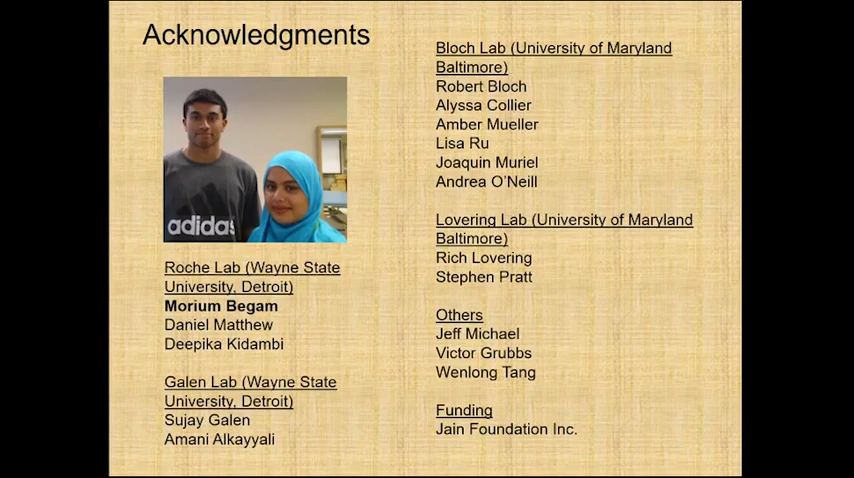 Acknowledgments
adidas
Roche Lab (Wayne State
University, Detroit)
Morium Begam
Daniel Matthew
Deepika Kidambi
Galen Lab (Wayne State
University, Detroit)
Sujay Galen
Amani Alkayyali
Bloch Lab (University of Maryland
Baltimore)
Robert Bloch
Alyssa Collier
Amber Mueller
Lisa Ru
Joaquin Muriel
Andrea O’Neill
Lovering Lab (University of Maryland
Baltimore)
Rich Lovering
Stephen Pratt
Others
Jeff Michael
Victor Grubbs
Wenlong Tang
Funding
Jain Foundation Inc.